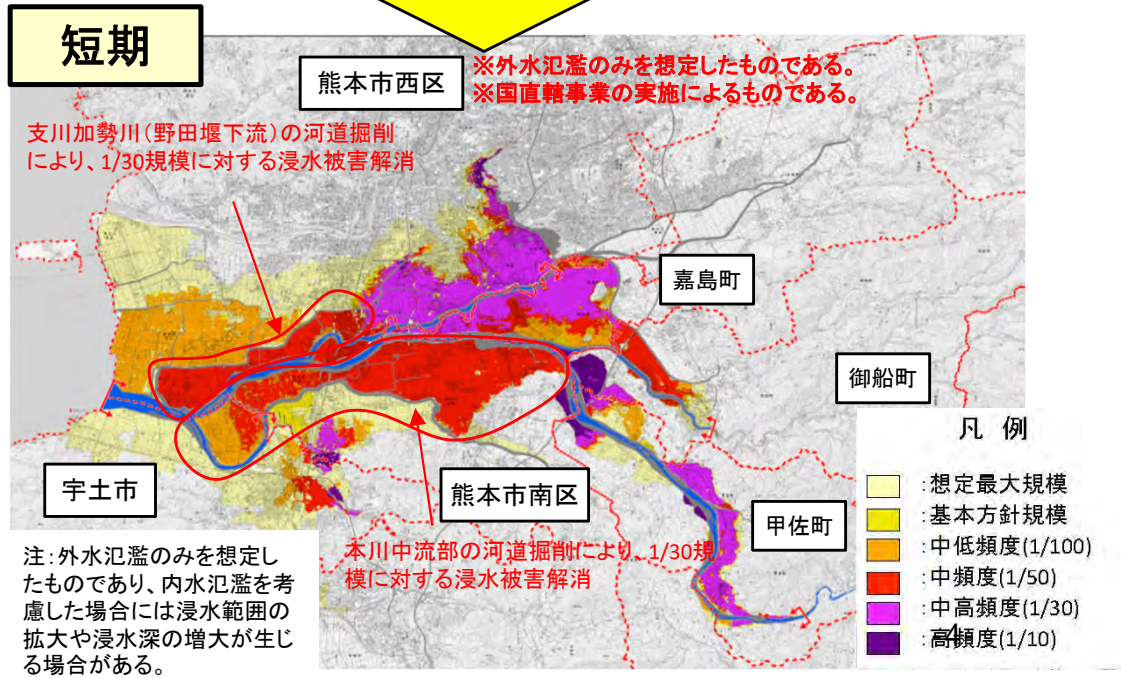 短期
熊本市西区
※外水氾濫のみを想定したものである。
※国直轄事業の実施によるものである。
支川加勢川(野田堰下流)の河道掘削
により、1/30規模に対する浸水被害解消
嘉島町
御船町
宇土市
熊本市南区
甲佐町
本川中流部の河道掘削により、1/30規
模に対する浸水被害解消
注:外水氾濫のみを想定し
たものであり、内水氾濫を考
慮した場合には浸水範囲の
拡大や浸水深の増大が生じ
る場合がある。
凡 例
:想定最大規模
:基本方針規模
:中低頻度(1/100)
:中頻度(1/50)
:中高頻度(1/30)
:高頻度(1/10)
4